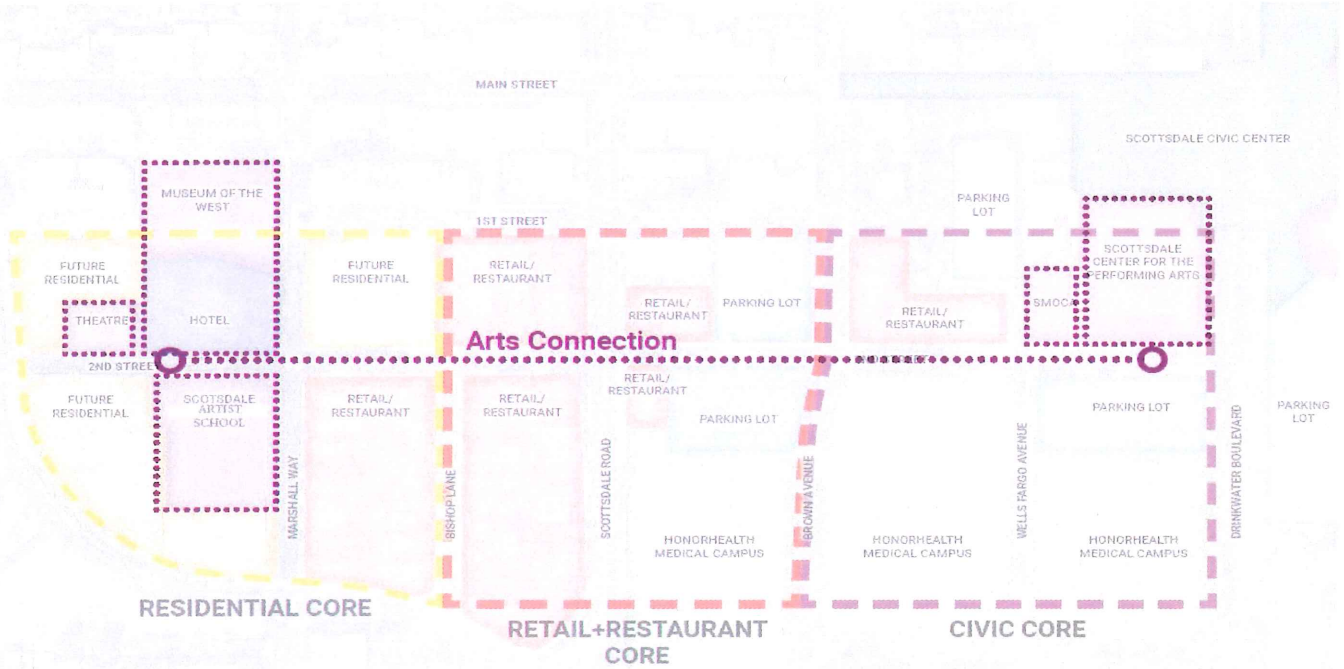 MAIN STREET
SCOTTSDALE CIVIC CENTER
MUSEUM OF THE
WEST
PARKING
LOT
1ST STREET
FUTURE
RESIDENTIAL
FUTURE
RESIDENTIAL
RETAIL/
RESTAURANT
SCOTTSDALE
CENTER FOR THE
PERFORMING ARTS
THEATRE
HOTEL
RETAIL/
RESTAURANT
PARKING LOT
RETAIL/
RESTAURANT
SMOCA
Arts Connection
2ND STREET
FUTURE
RESIDENTIAL
SCOTTSDALE
ARTIST
SCHOOL
RETAIL/
RESTAURANT
RETAIL/
RESTAURANT
RETAIL/
RESTAURANT
PARKING LOT
PARKING LOT
PARKING
LOT
MARSHALL WAY
BISHOP LANE
SCOTTSDALE ROAD
BROWN AVENUE
WELLS FARGO AVENUE
DRINKWATER BOULEVARD
HONORHEALTH
MEDICAL CAMPUS
HONORHEALTH
MEDICAL CAMPUS
HONORHEALTH
MEDICAL CAMPUS
RESIDENTIAL CORE
RETAIL+RESTAURANT
CORE
CIVIC CORE